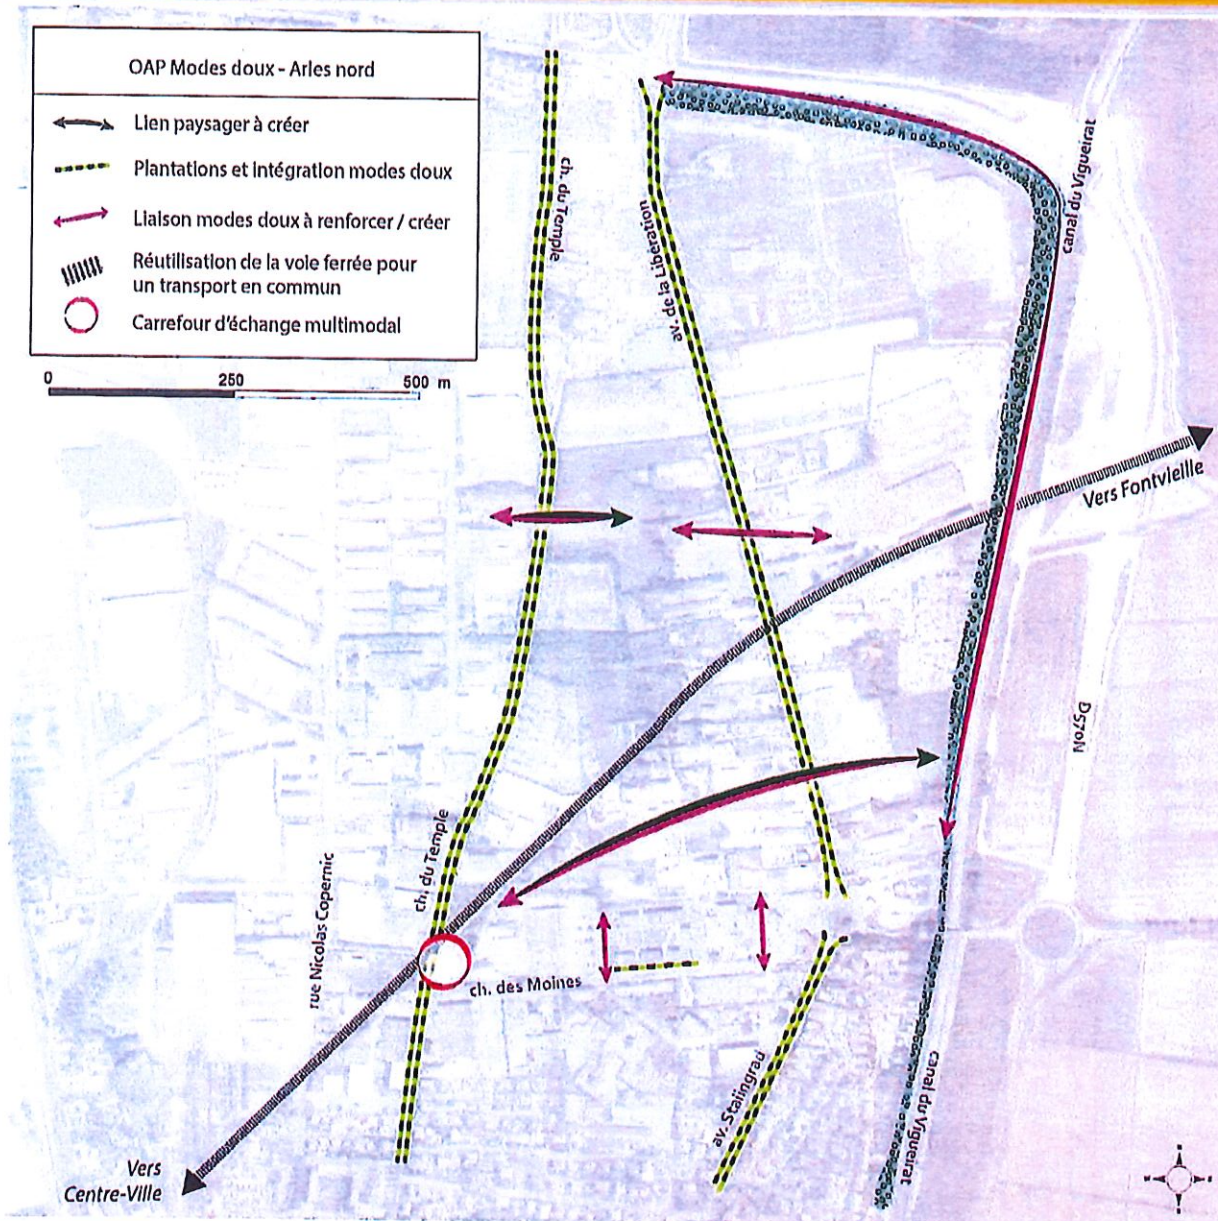 OAP Modes doux - Arles nord
Lien paysager à créer
Plantations et intégration modes doux
Liaison modes doux à renforcer / créer
Réutilisation de la voie ferrée pour
un transport en commun
Carrefour d'échange multimodal
0 250 500 m
ch. du Temple
av. de la Libération
canal du Vigueirat
Vers Fontvieille
D570N
ch. du Temple
rue Nicolas Copernic
ch. des Moines
av. Stalingrad
canal du Vigueirat
Vers
Centre-Ville